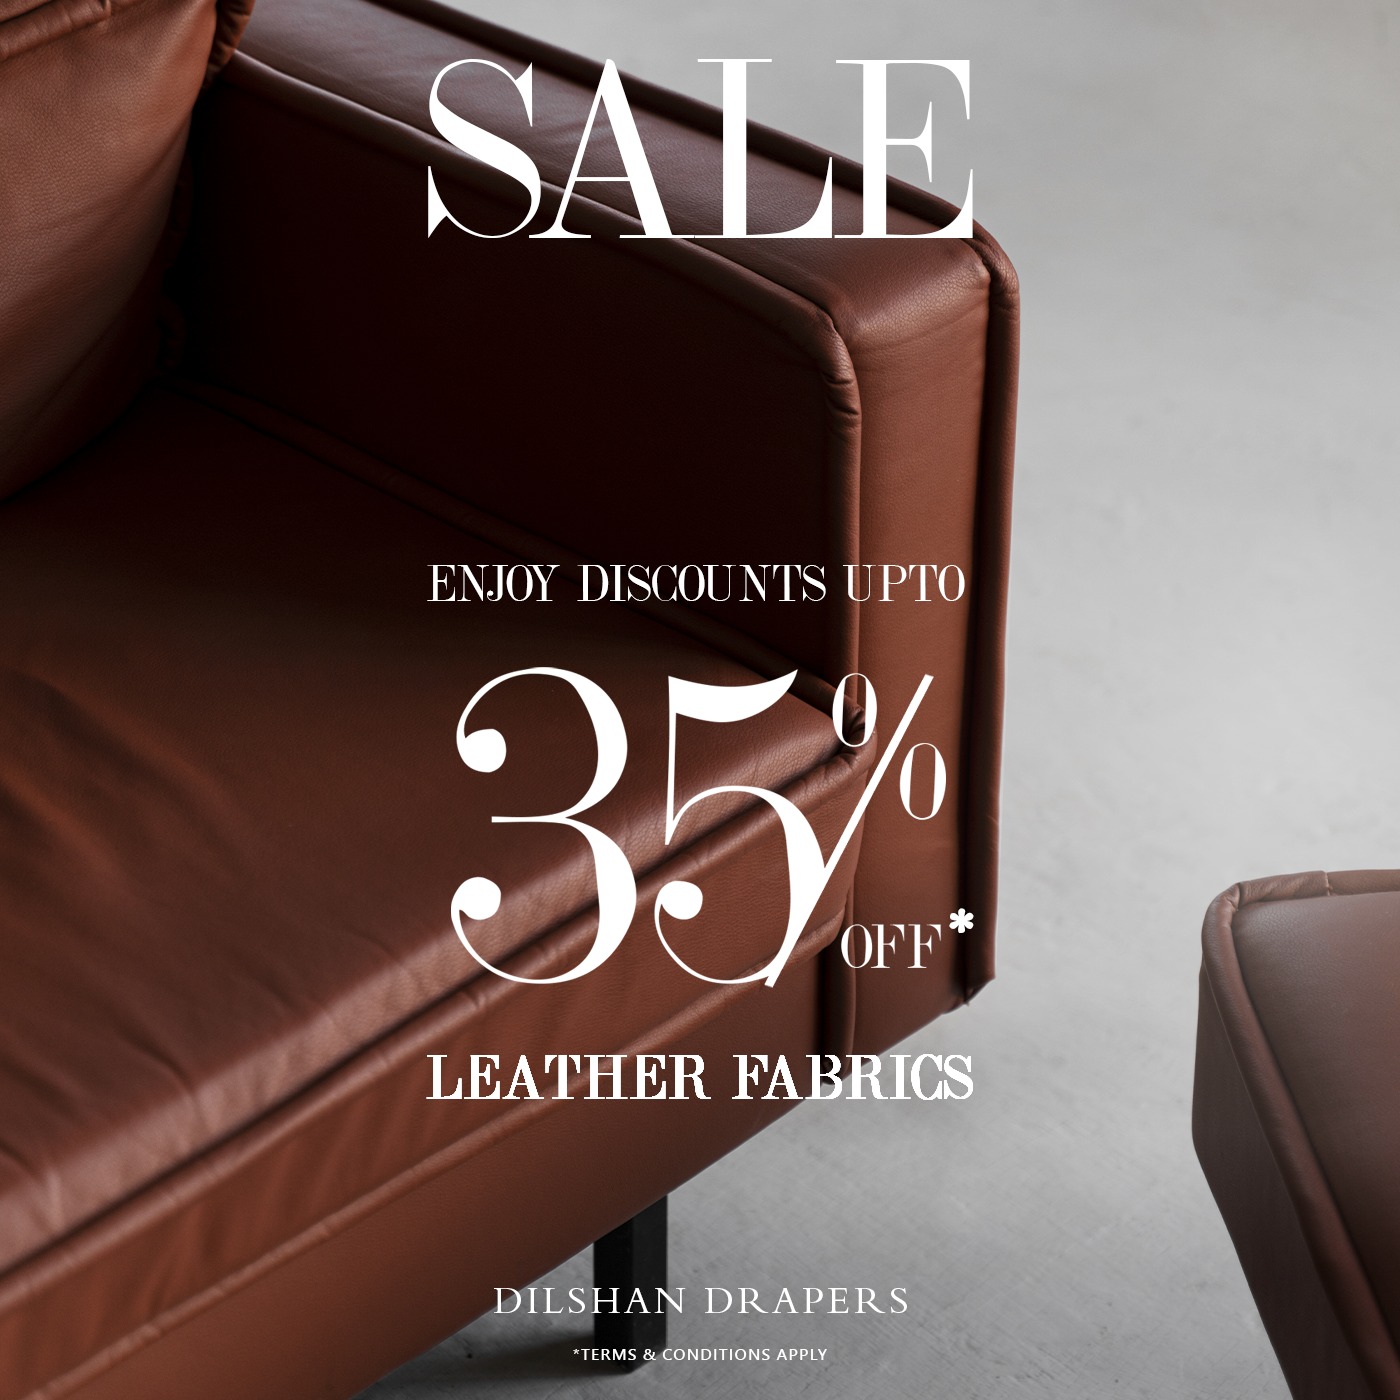 SALE
ENJOY DISCOUNTS UPTO
35%
OFF*
LEATHER FABRICS
DILSHAN DRAPERS
*TERMS & CONDITIONS APPLY